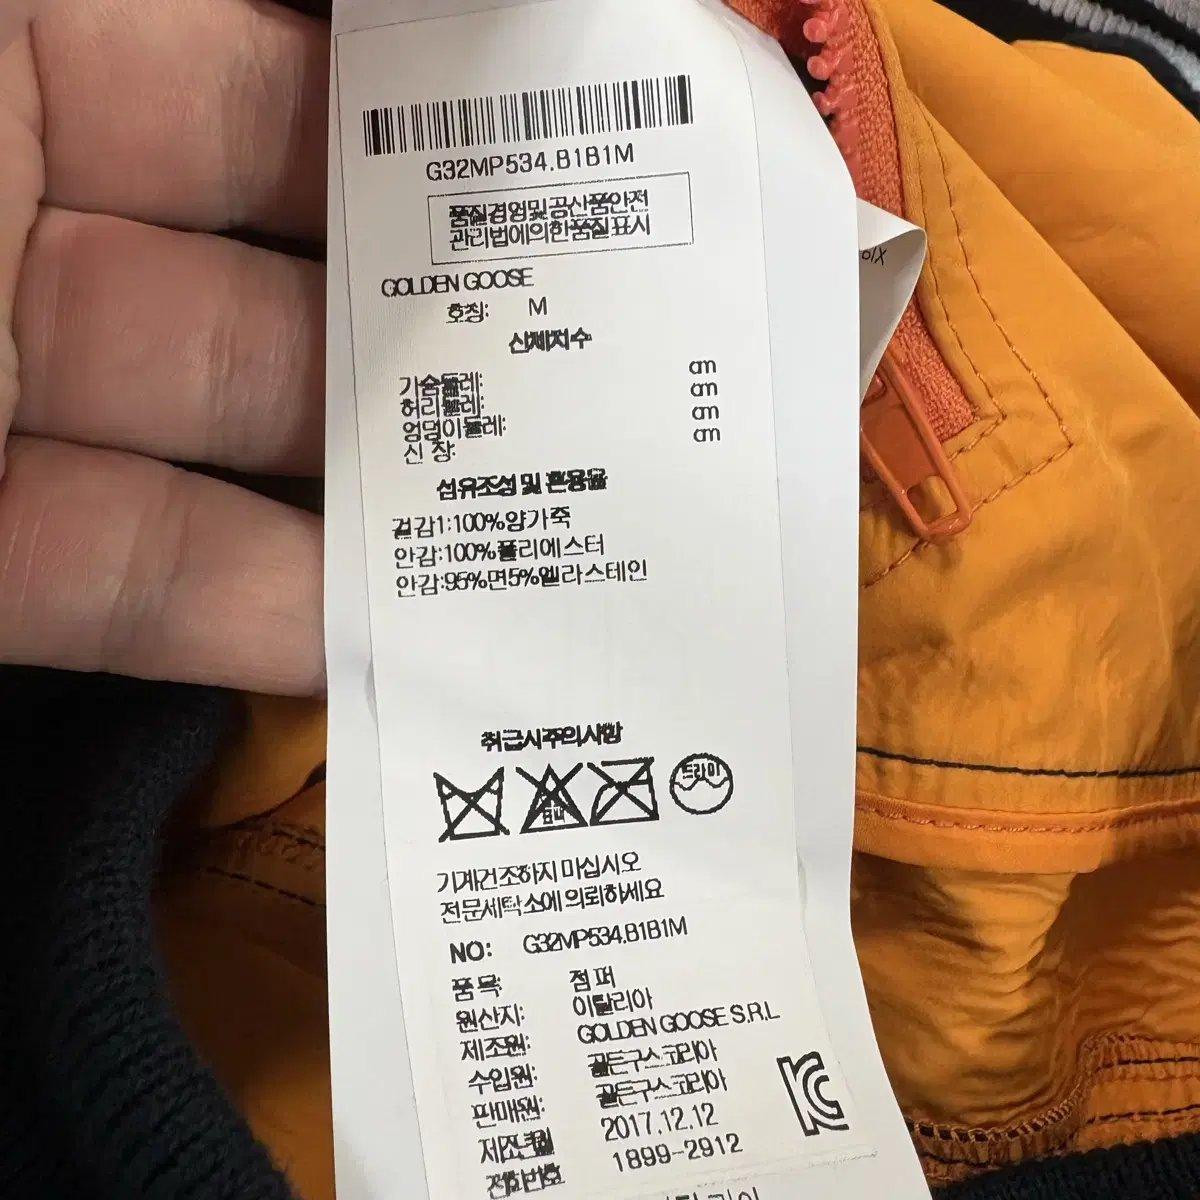 G32MP534.B1B1M
품질경영및공산품안전
관리법에의한품질표시
GOLDEN GOOSE
호칭: M
신체치수
가슴둘레: cm
허리둘레: cm
엉덩이둘레: cm
신 장: cm
섬유조성 및 혼용율
겉감1:100%양가죽
안감:100%폴리에스터
안감:95%면5%엘라스테인
취급시주의사항
표백
드라이
기계건조하지 마십시오
전문세탁소에 의뢰하세요
NO: G32MP534.B1B1M
품 목: 점 퍼
원산지: 이탈리아
제조원: GOLDEN GOOSE S.R.L
수입원: 골든구스코리아
판매원: 골든구스코리아
제조년월: 2017.12.12
전화번호: 1899-2912